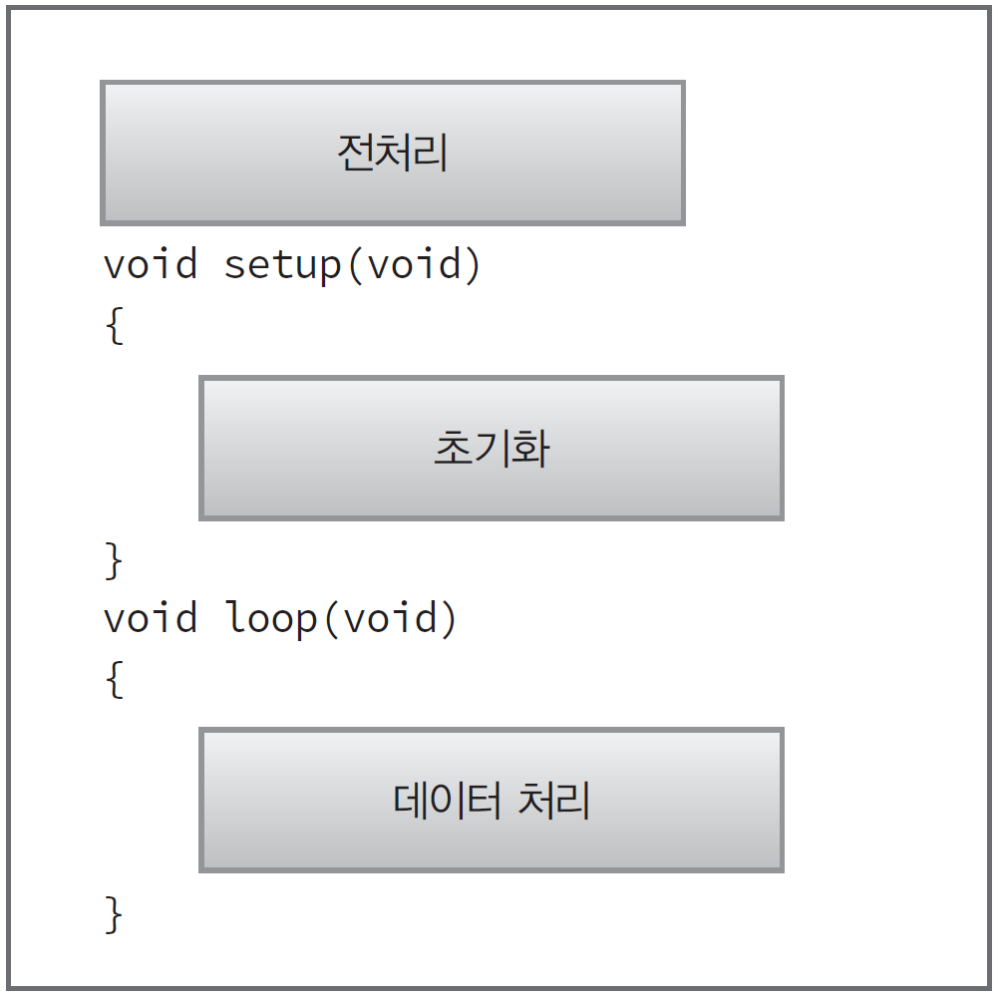 전처리
void setup(void)
{
초기화
}
void loop(void)
{
데이터 처리
}